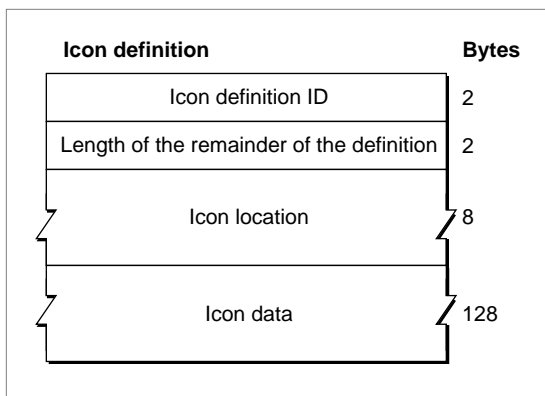 Icon definition Bytes
Icon definition ID 2
Length of the remainder of the definition 2
Icon location 8
Icon data 128